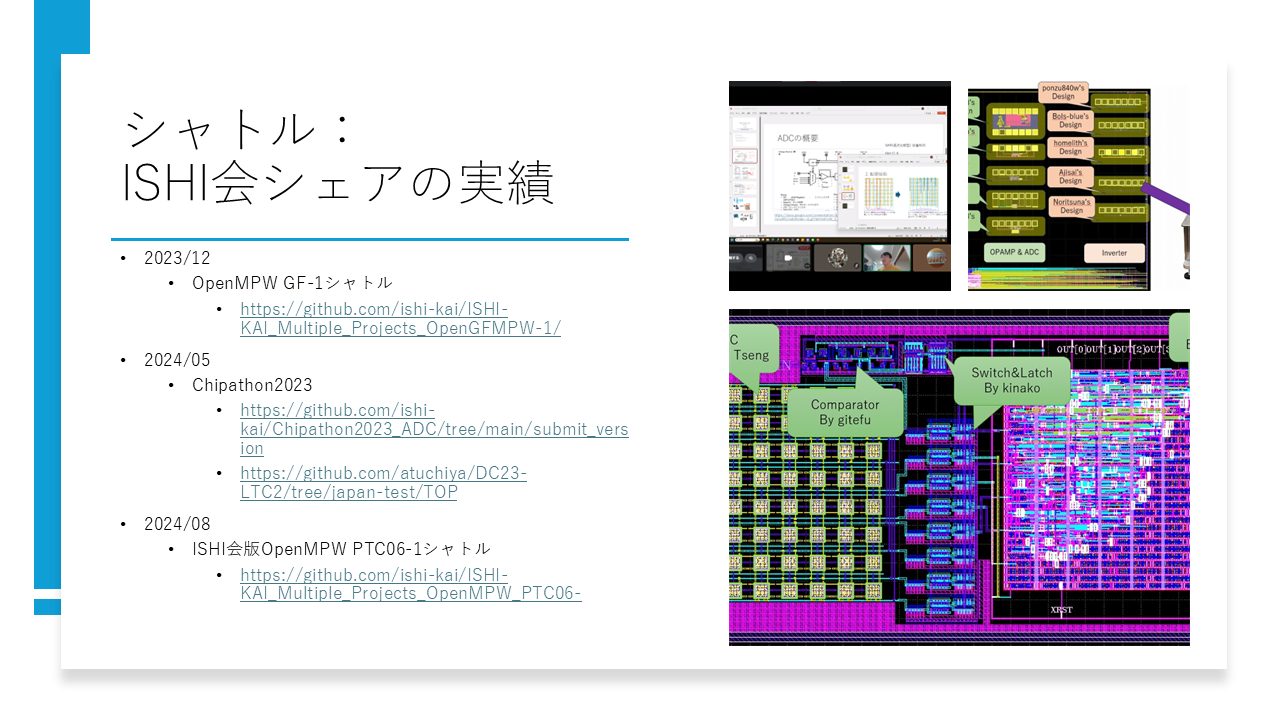 シャトル：
ISHI会シェアの実績
• 2023/12
• OpenMPW GF-1シャトル
• https://github.com/ishi-kai/ISHI-
KAI_Multiple_Projects_OpenGFMPW-1/
• 2024/05
• Chipathon2023
• https://github.com/ishi-
kai/Chipathon2023_ADC/tree/main/submit_vers
ion
• https://github.com/atuchiya/DC23-
LTC2/tree/japan-test/TOP
• 2024/08
• ISHI会版OpenMPW PTC06-1シャトル
• https://github.com/ishi-kai/ISHI-
KAI_Multiple_Projects_OpenMPW_PTC06-
ADCの概要
ponzu840w's
Design
Bols-blue's
Design
homelith's
Design
Ajisai's
Design
Noritsuna's
Design
OPAMP & ADC
Inverter
C
Tseng
Comparator
By gitefu
Switch&Latch
By kinako
OUT[0]OUT[1]OUT[2]OUT[3
XRST